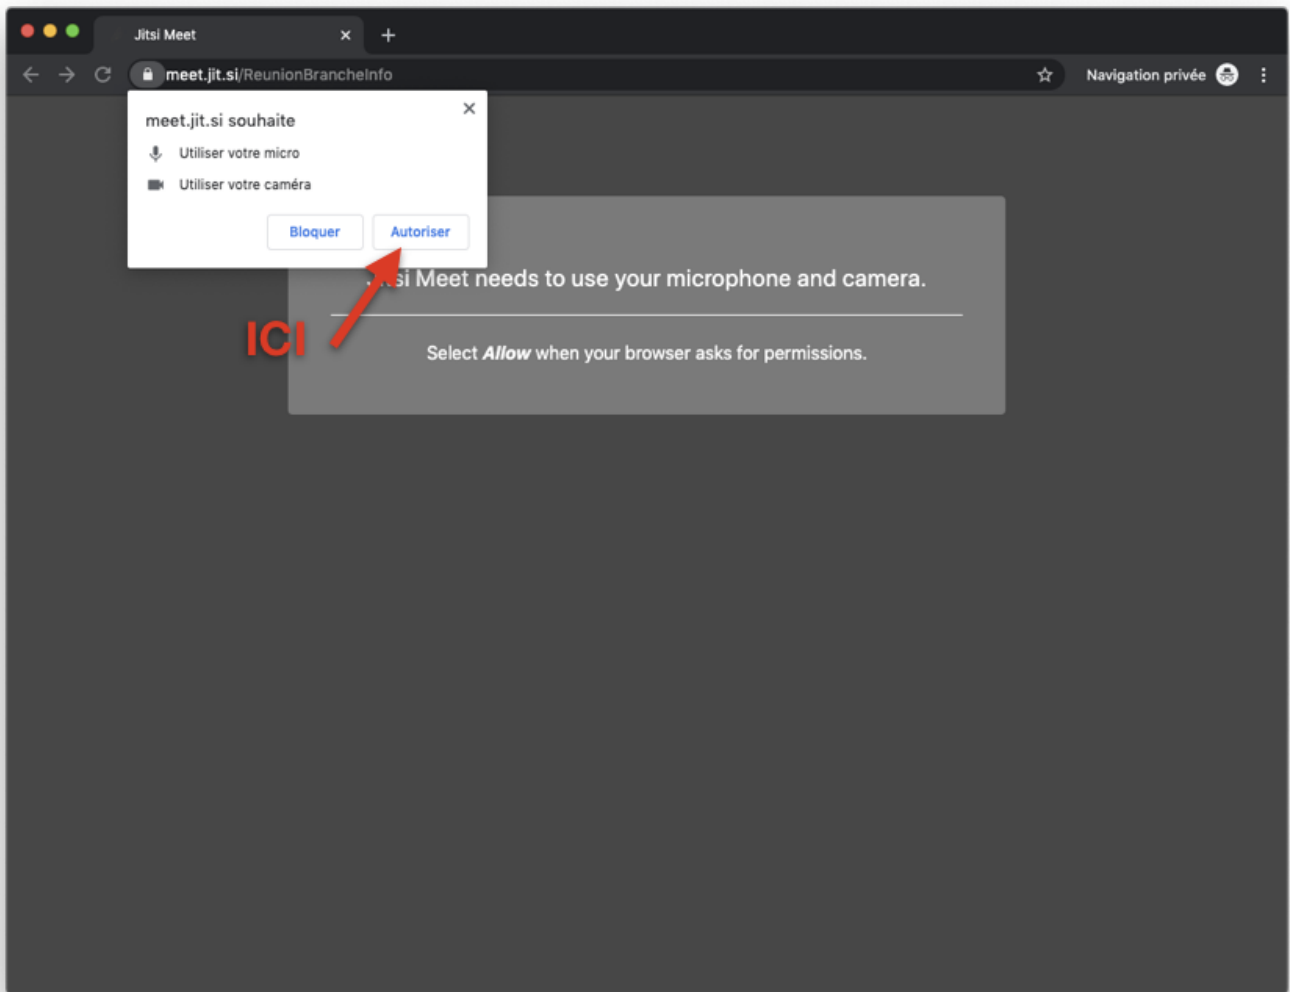 Jitsi Meet
meet.jit.si/ReunionBrancheInfo
Navigation privée
meet.jit.si souhaite
Utiliser votre micro
Utiliser votre caméra
Bloquer
Autoriser
Jitsi Meet needs to use your microphone and camera.
ICI
Select Allow when your browser asks for permissions.